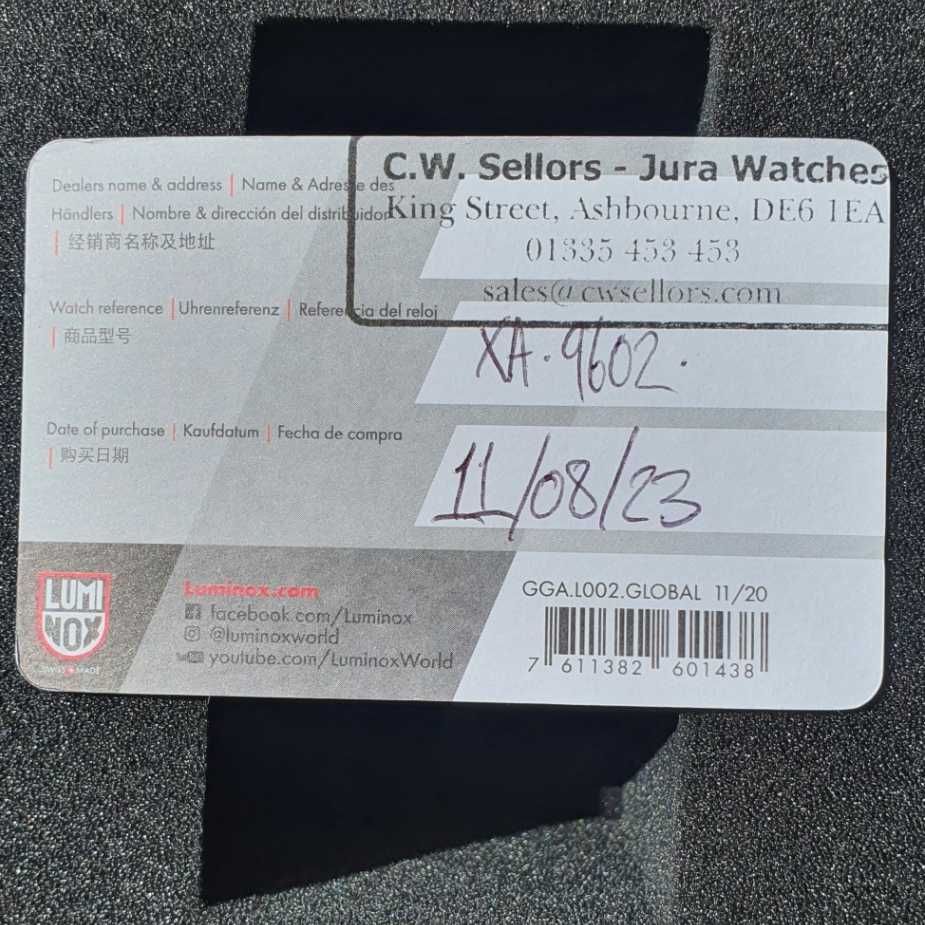 C.W. Sellors - Jura Watches
King Street, Ashbourne, DE6 1EA
01335 453 453
sales@cwsellors.com
Dealers name & address | Name & Adresse des
Händlers | Nombre & dirección del distribuidor
| 经销商名称及地址
Watch reference | Uhrenreferenz | Referencia del reloj
| 商品型号
XA·9602·
Date of purchase | Kaufdatum | Fecha de compra
| 购买日期
11/08/23
LUMI
NOX
SWISS MADE
Luminox.com
facebook.com/Luminox
@luminoxworld
youtube.com/LuminoxWorld
GGA.L002.GLOBAL 11/20
7 611382 601438